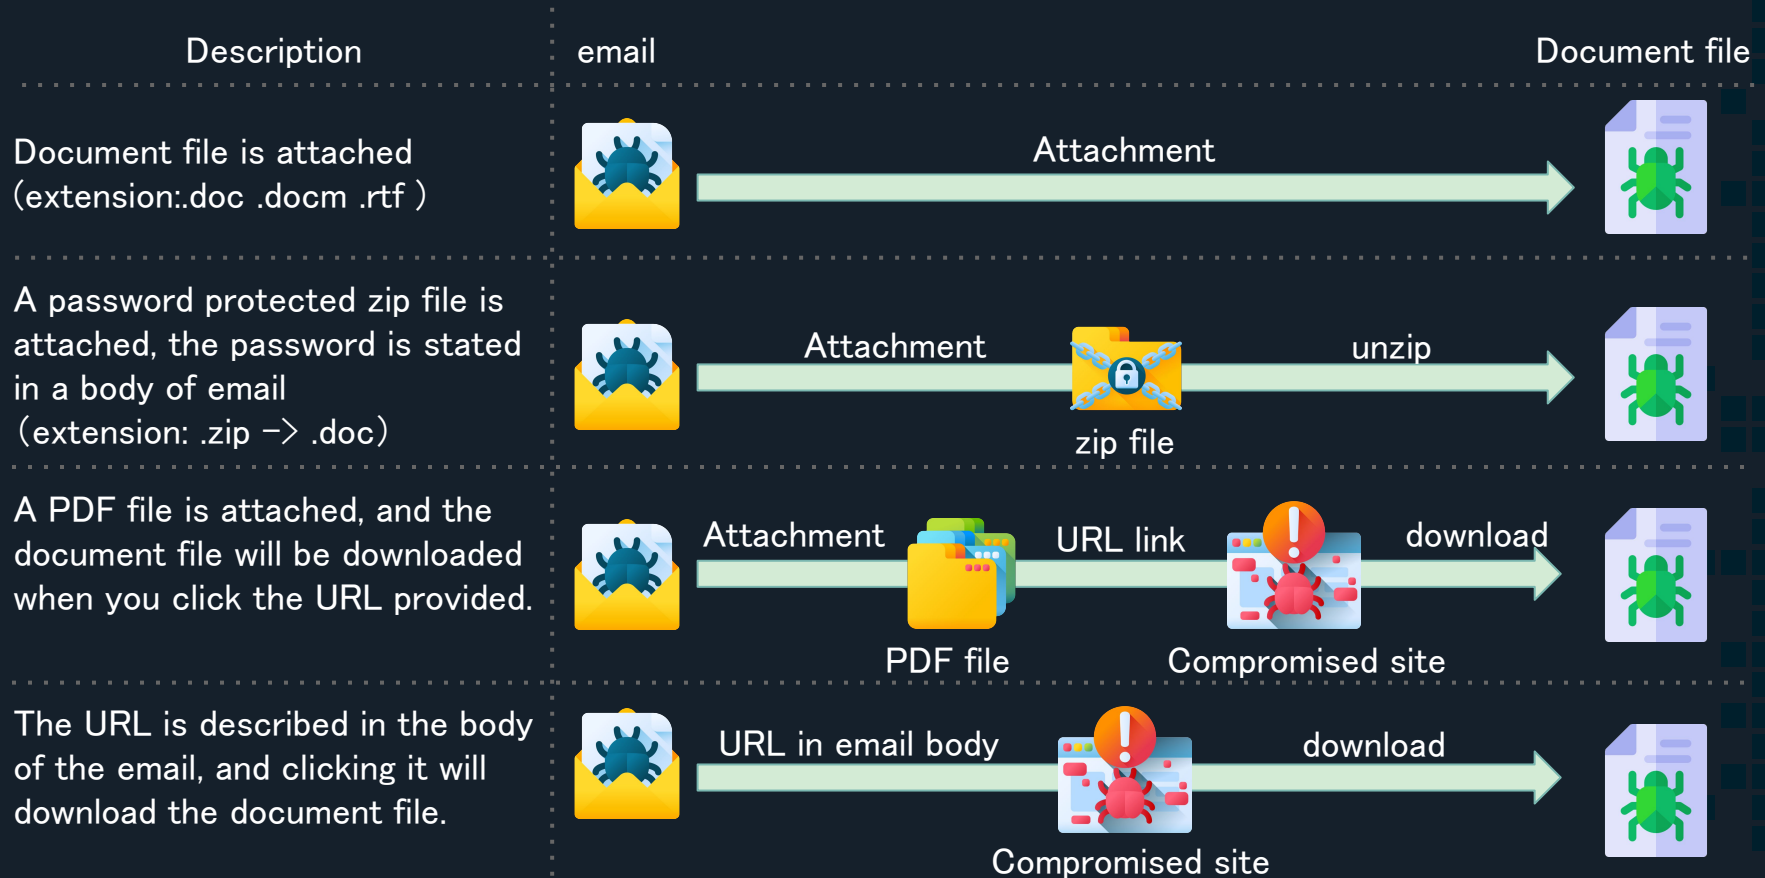 Description
email
Document file
Document file is attached
(extension:.doc .docm .rtf )
Attachment
A password protected zip file is
attached, the password is stated
in a body of email
(extension: .zip -> .doc)
Attachment
unzip
zip file
A PDF file is attached, and the
document file will be downloaded
when you click the URL provided.
Attachment
URL link
download
PDF file
Compromised site
The URL is described in the body
of the email, and clicking it will
download the document file.
URL in email body
download
Compromised site